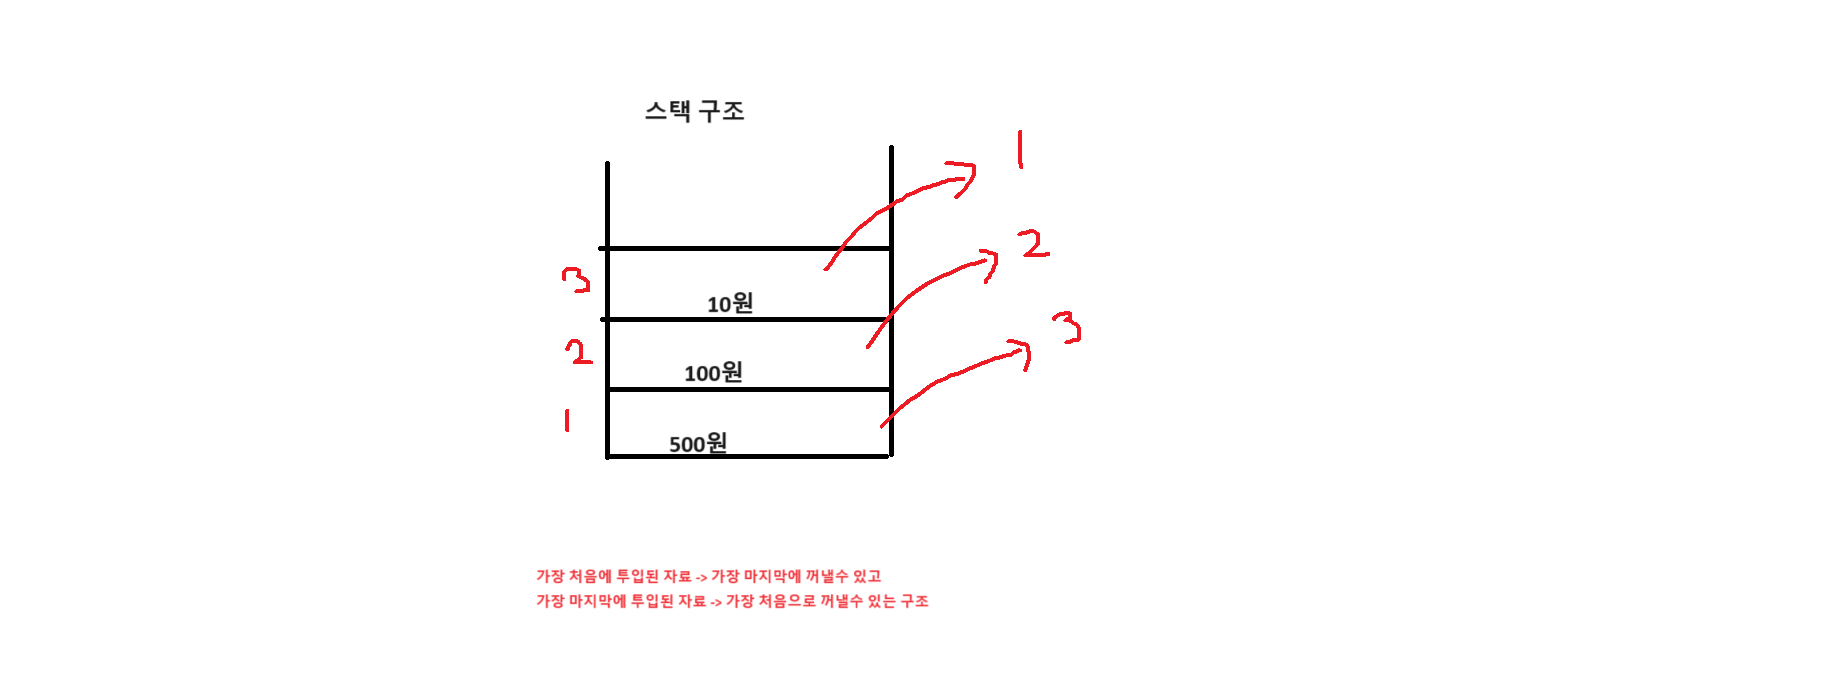 스택 구조
1
2
3
3
10원
2
100원
1
500원
가장 처음에 투입된 자료 -> 가장 마지막에 꺼낼수 있고
가장 마지막에 투입된 자료 -> 가장 처음으로 꺼낼수 있는 구조